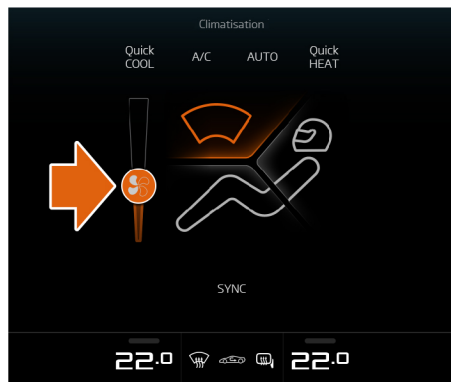 Climatisation
Quick COOL
A/C
AUTO
Quick HEAT
SYNC
22.0
22.0